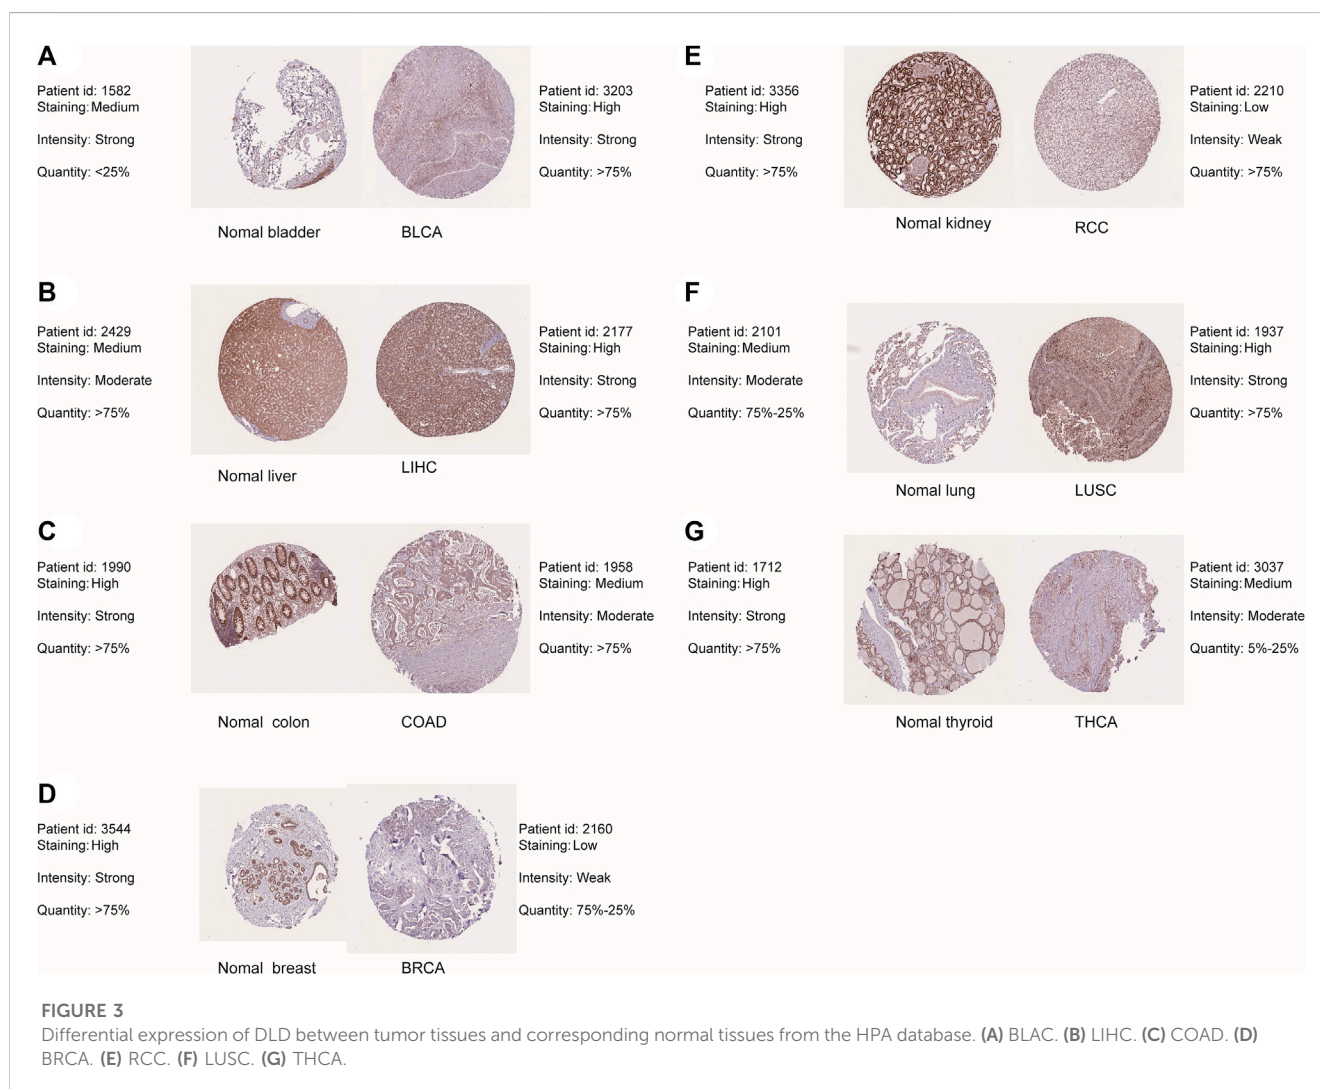 A
Patient id: 1582
Staining: Medium
Intensity: Strong
Quantity: <25%
Nomal bladder
BLCA
Patient id: 3203
Staining: High
Intensity: Strong
Quantity: >75%
B
Patient id: 2429
Staining: Medium
Intensity: Moderate
Quantity: >75%
Nomal liver
LIHC
Patient id: 2177
Staining: High
Intensity: Strong
Quantity: >75%
C
Patient id: 1990
Staining: High
Intensity: Strong
Quantity: >75%
Nomal colon
COAD
Patient id: 1958
Staining: Medium
Intensity: Moderate
Quantity: >75%
D
Patient id: 3544
Staining: High
Intensity: Strong
Quantity: >75%
Nomal breast
BRCA
Patient id: 2160
Staining: Low
Intensity: Weak
Quantity: 75%-25%
E
Patient id: 3356
Staining: High
Intensity: Strong
Quantity: >75%
Nomal kidney
RCC
Patient id: 2210
Staining: Low
Intensity: Weak
Quantity: >75%
F
Patient id: 2101
Staining: Medium
Intensity: Moderate
Quantity: 75%-25%
Nomal lung
LUSC
Patient id: 1937
Staining: High
Intensity: Strong
Quantity: >75%
G
Patient id: 1712
Staining: High
Intensity: Strong
Quantity: >75%
Nomal thyroid
THCA
Patient id: 3037
Staining: Medium
Intensity: Moderate
Quantity: 5%-25%
FIGURE 3
Differential expression of DLD between tumor tissues and corresponding normal tissues from the HPA database. (A) BLAC. (B) LIHC. (C) COAD. (D)
BRCA. (E) RCC. (F) LUSC. (G) THCA.